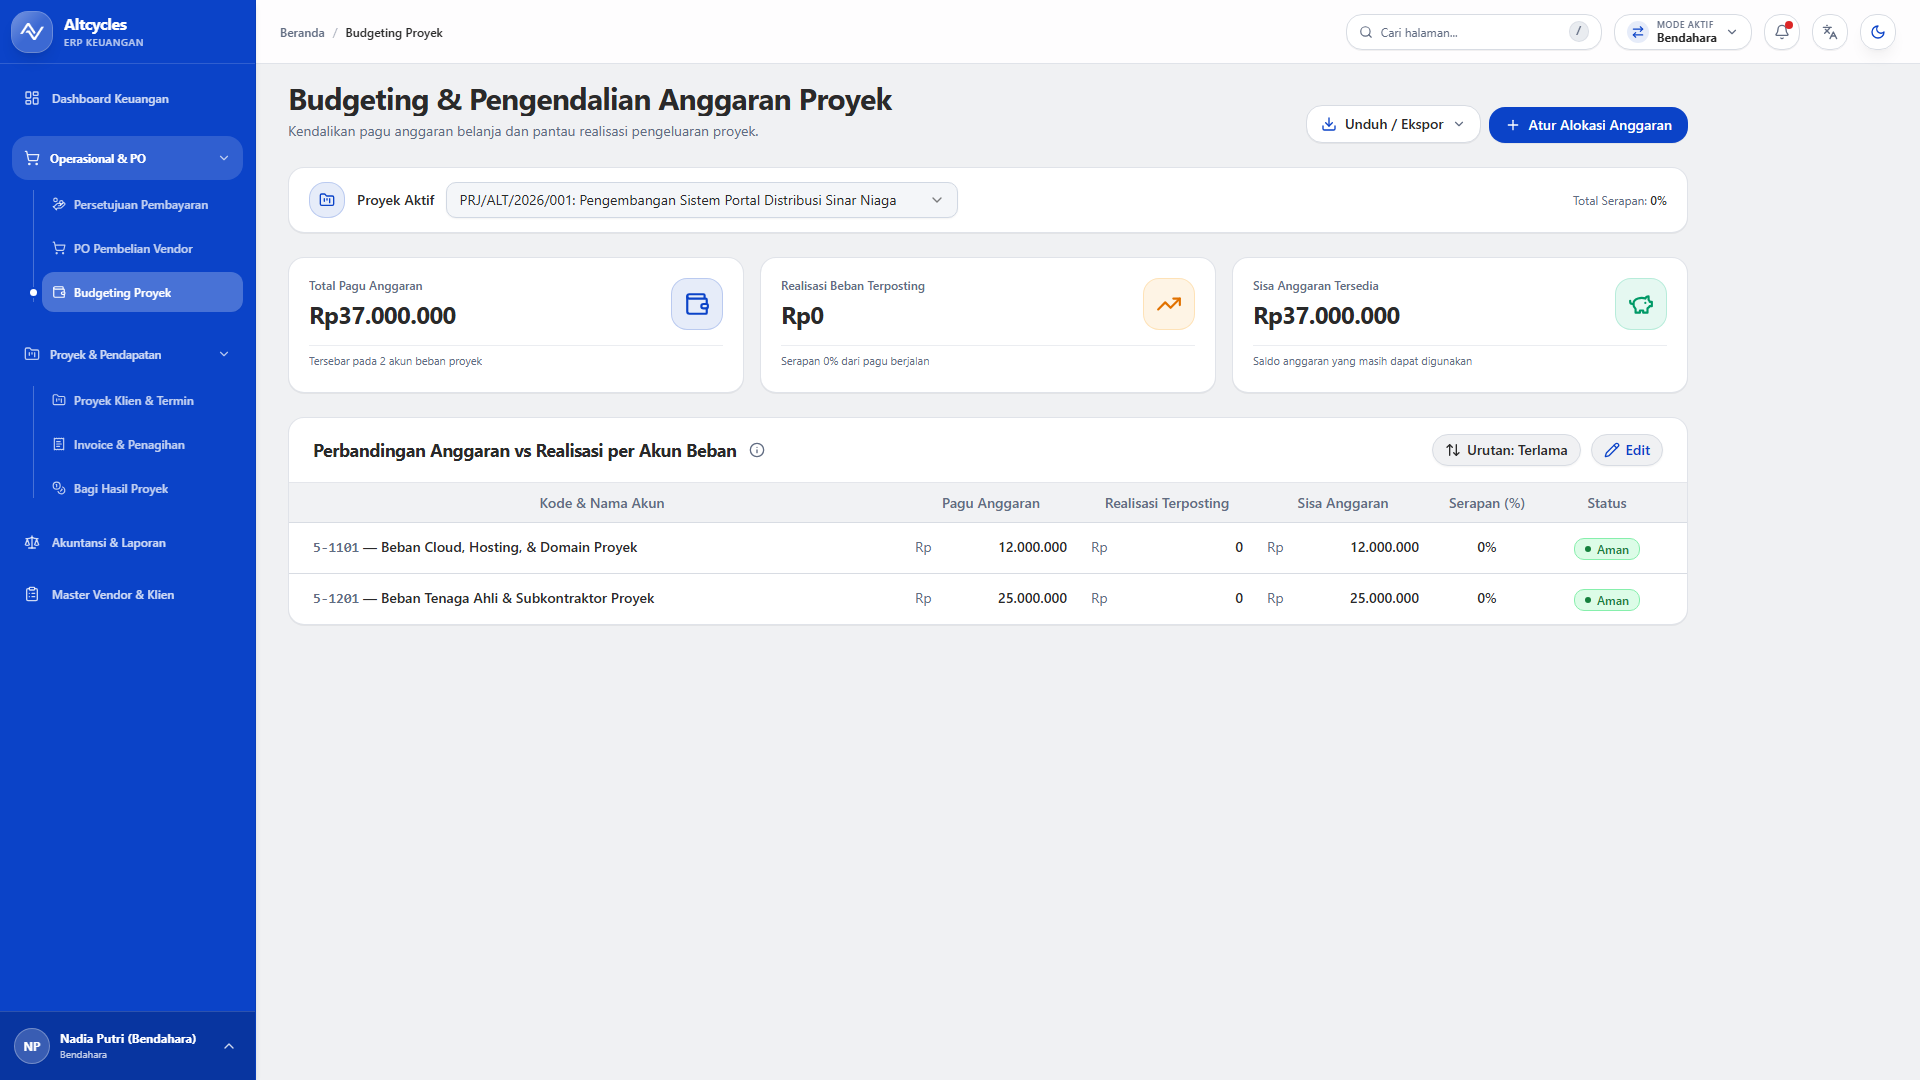 Altcycles
ERP KEUANGAN
Dashboard Keuangan
Operasional & PO
Persetujuan Pembayaran
PO Pembelian Vendor
Budgeting Proyek
Proyek & Pendapatan
Proyek Klien & Termin
Invoice & Penagihan
Bagi Hasil Proyek
Akuntansi & Laporan
Master Vendor & Klien
NP
Nadia Putri (Bendahara)
Bendahara
Beranda / Budgeting Proyek
Cari halaman...
/
MODE AKTIF
Bendahara
Budgeting & Pengendalian Anggaran Proyek
Kendalikan pagu anggaran belanja dan pantau realisasi pengeluaran proyek.
Unduh / Ekspor
Atur Alokasi Anggaran
Proyek Aktif
PRJ/ALT/2026/001: Pengembangan Sistem Portal Distribusi Sinar Niaga
Total Serapan: 0%
Total Pagu Anggaran
Rp37.000.000
Tersebar pada 2 akun beban proyek
Realisasi Beban Terposting
Rp0
Serapan 0% dari pagu berjalan
Sisa Anggaran Tersedia
Rp37.000.000
Saldo anggaran yang masih dapat digunakan
Perbandingan Anggaran vs Realisasi per Akun Beban
Urutan: Terlama
Edit
Kode & Nama Akun Pagu Anggaran Realisasi Terposting Sisa Anggaran Serapan (%) Status
5-1101 — Beban Cloud, Hosting, & Domain Proyek Rp 12.000.000 Rp 0 Rp 12.000.000 0% Aman
5-1201 — Beban Tenaga Ahli & Subkontraktor Proyek Rp 25.000.000 Rp 0 Rp 25.000.000 0% Aman